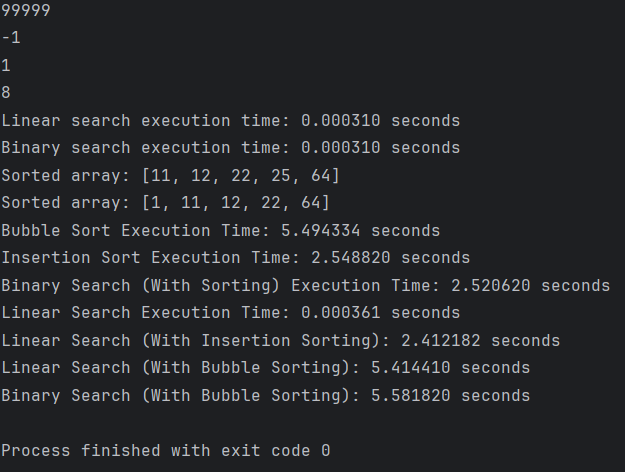 99999
-1
1
8
Linear search execution time: 0.000310 seconds
Binary search execution time: 0.000310 seconds
Sorted array: [11, 12, 22, 25, 64]
Sorted array: [1, 11, 12, 22, 64]
Bubble Sort Execution Time: 5.494334 seconds
Insertion Sort Execution Time: 2.548820 seconds
Binary Search (With Sorting) Execution Time: 2.520620 seconds
Linear Search Execution Time: 0.000361 seconds
Linear Search (With Insertion Sorting): 2.412182 seconds
Linear Search (With Bubble Sorting): 5.414410 seconds
Binary Search (With Bubble Sorting): 5.581820 seconds
Process finished with exit code 0